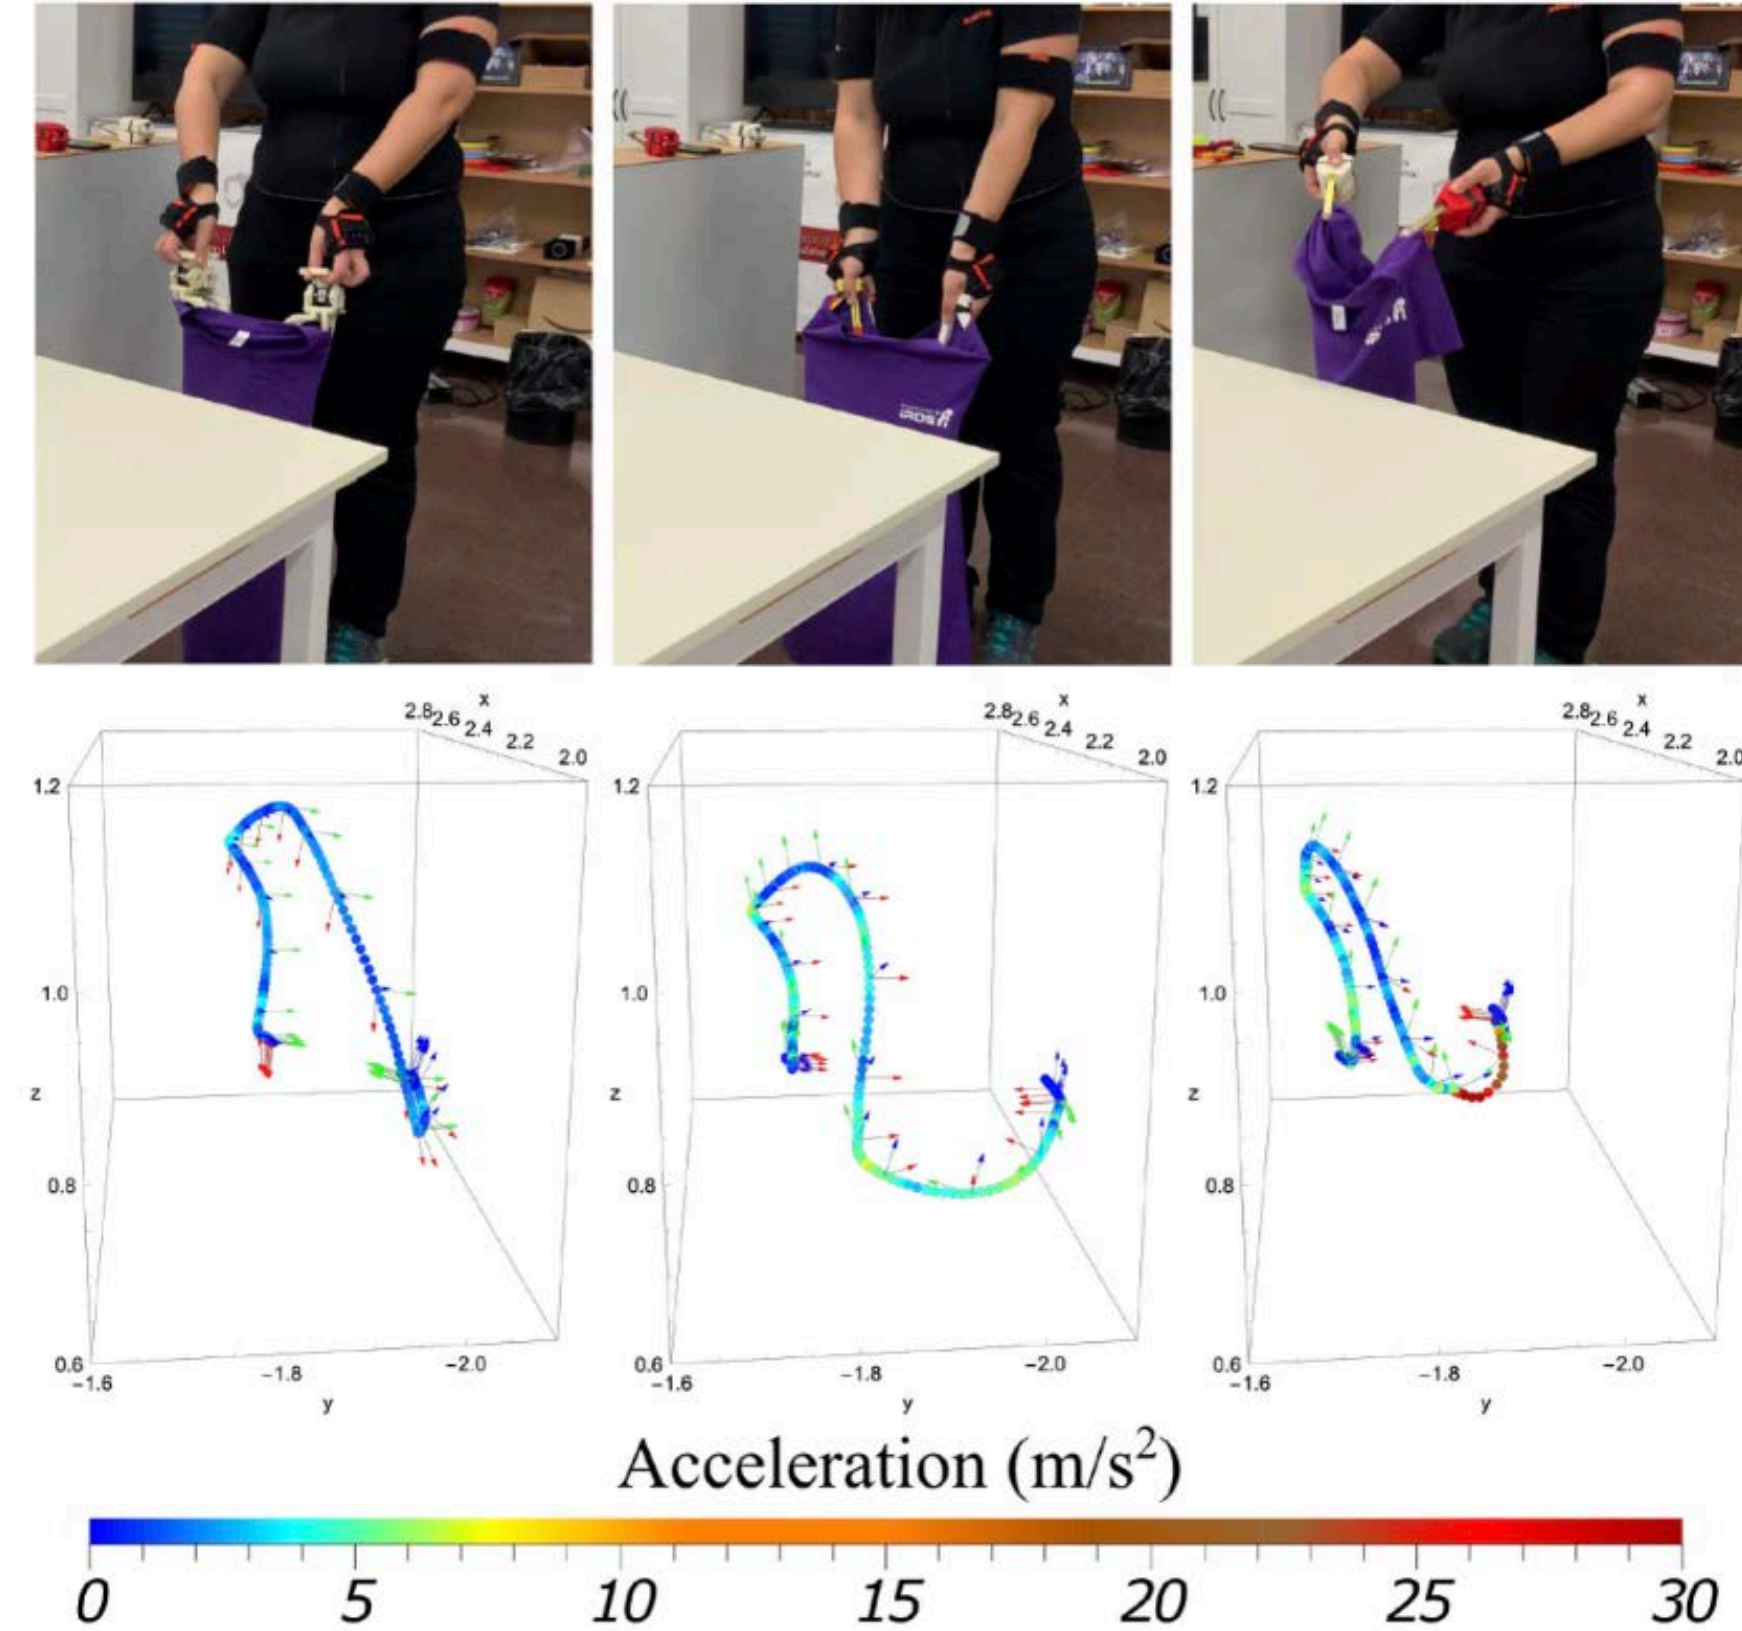 iROS
x x x
2.8 2.6 2.4 2.2 2.0 2.8 2.6 2.4 2.2 2.0 2.8 2.6 2.4 2.2 2.0
1.2 1.2 1.2
1.0 1.0 1.0
z z z
0.8 0.8 0.8
0.6 0.6 0.6
−1.6 −1.8 −2.0 −1.6 −1.8 −2.0 −1.6 −1.8 −2.0
y y y
Acceleration (m/s²)
0 5 10 15 20 25 30